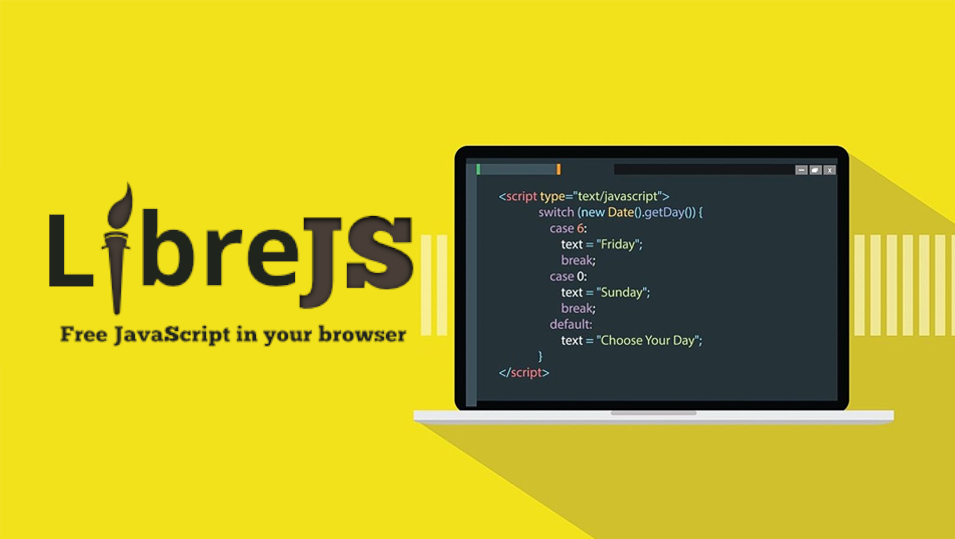 LibreJS
Free JavaScript in your browser
<script type="text/javascript">
switch (new Date().getDay()) {
case 6:
text = "Friday";
break;
case 0:
text = "Sunday";
break;
default:
text = "Choose Your Day";
}
</script>